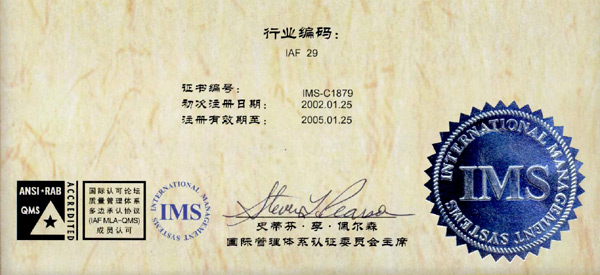 行业编码：
IAF 29
证书编号： IMS-C1879
初次注册日期： 2002.01.25
注册有效期至： 2005.01.25
ANSI·RAB
QMS
ACCREDITED
国际认可论坛
质量管理体系
多边承认协议
(IAF MLA-QMS)
成员认可
INTERNATIONAL MANAGEMENT SYSTEMS
IMS
Steven J Pearson
史蒂芬·李·佩尔森
国际管理体系认证委员会主席
INTERNATIONAL MANAGEMENT SYSTEMS
IMS